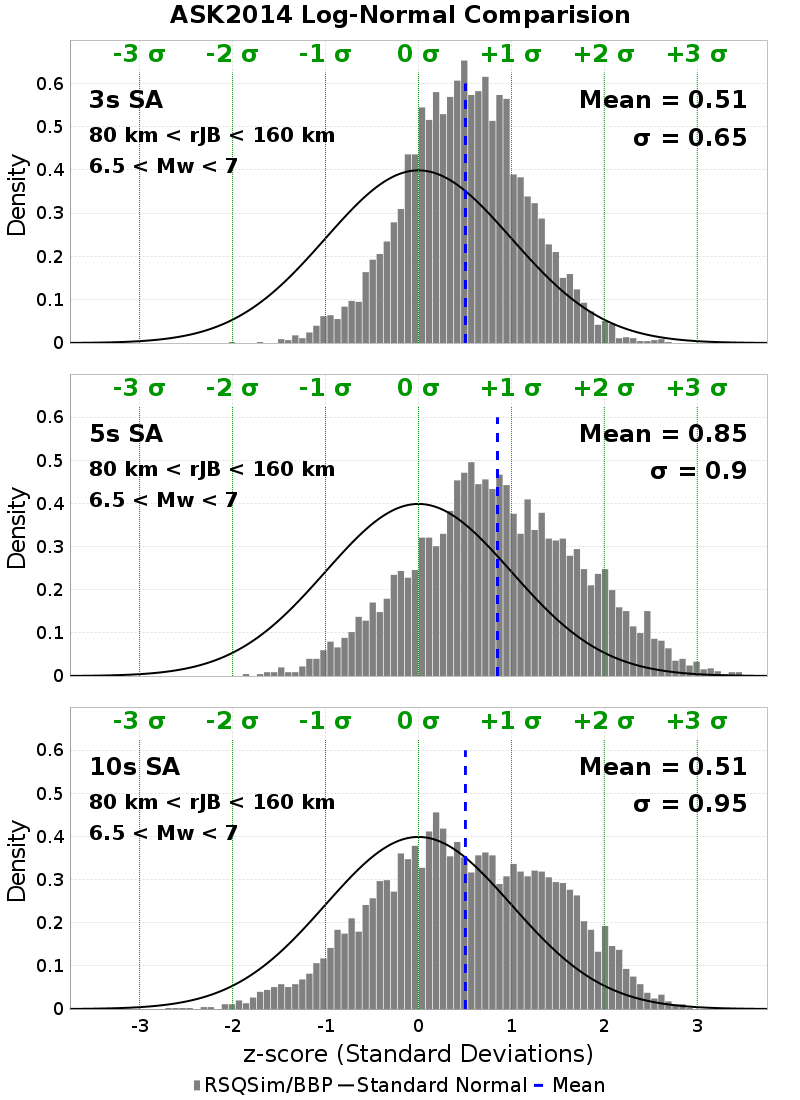 ASK2014 Log-Normal Comparision
-3 σ -2 σ -1 σ 0 σ +1 σ +2 σ +3 σ
3s SA Mean = 0.51
80 km < rJB < 160 km σ = 0.65
6.5 < Mw < 7
0.6
0.5
0.4
0.3
0.2
0.1
0
Density
-3 σ -2 σ -1 σ 0 σ +1 σ +2 σ +3 σ
5s SA Mean = 0.85
80 km < rJB < 160 km σ = 0.9
6.5 < Mw < 7
0.6
0.5
0.4
0.3
0.2
0.1
0
Density
-3 σ -2 σ -1 σ 0 σ +1 σ +2 σ +3 σ
10s SA Mean = 0.51
80 km < rJB < 160 km σ = 0.95
6.5 < Mw < 7
0.6
0.5
0.4
0.3
0.2
0.1
0
Density
-3 -2 -1 0 1 2 3
z-score (Standard Deviations)
RSQSim/BBP Standard Normal Mean